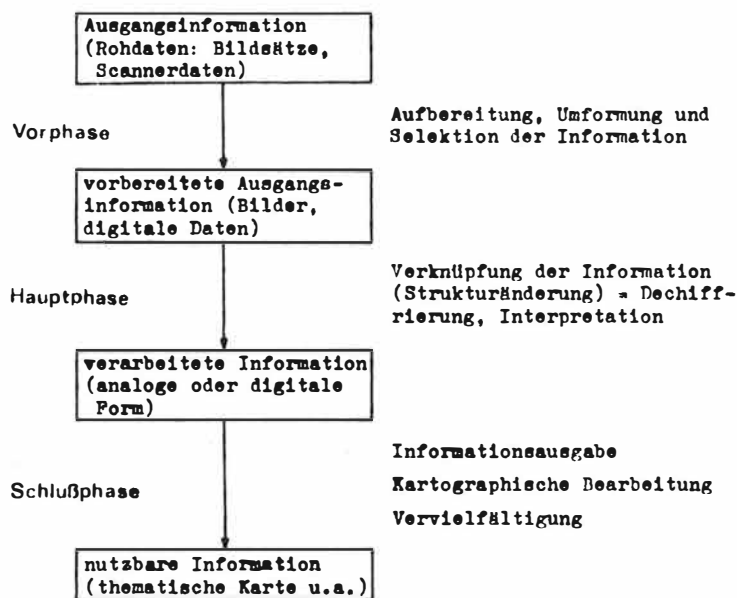 Ausgangsinformation
(Rohdaten: Bildsätze,
Scannerdaten)
Vorphase
Aufbereitung, Umformung und
Selektion der Information
vorbereitete Ausgangs-
information (Bilder,
digitale Daten)
Hauptphase
Verknüpfung der Information
(Strukturänderung) = Dechiff-
rierung, Interpretation
verarbeitete Information
(analoge oder digitale
Form)
Schlußphase
Informationsausgabe
Kartographische Bearbeitung
Vervielfältigung
nutzbare Information
(thematische Karte u.a.)